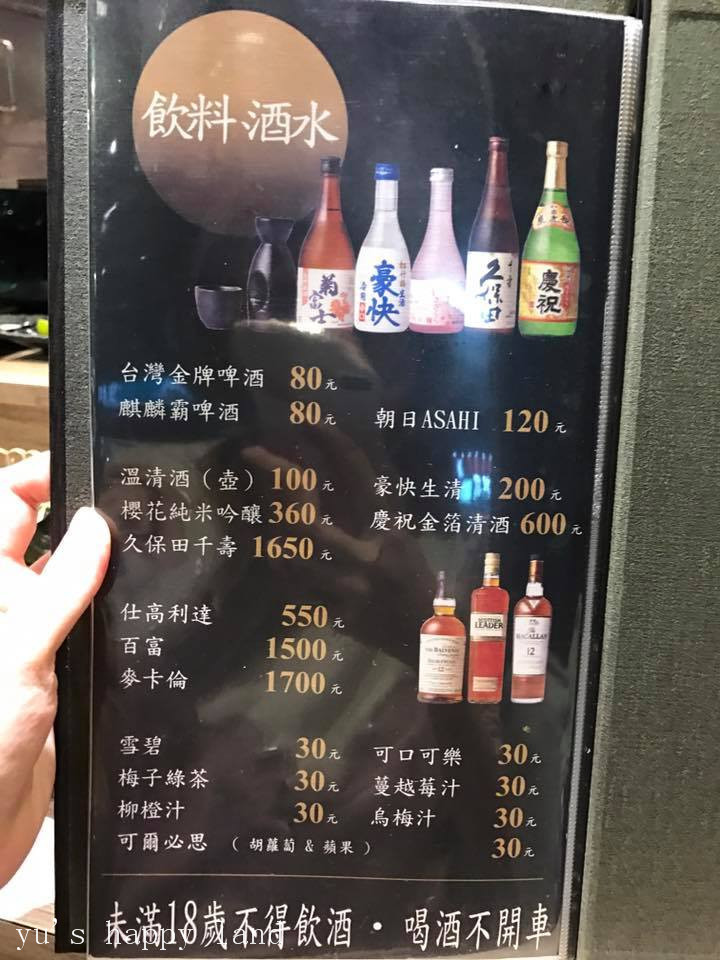 飲料酒水
菊
富士
豪快
久保田
慶祝
台灣金牌啤酒 80元
麒麟霸啤酒 80元 朝日ASAHI 120元
溫清酒（壺） 100元 豪快生清 200元
櫻花純米吟釀 360元 慶祝金箔清酒 600元
久保田千壽 1650元
仕高利達 550元
百富 1500元
麥卡倫 1700元
THE BALVENIE
12
SCOTTISH
LEADER
MACALLAN
12
雪碧 30元 可口可樂 30元
梅子綠茶 30元 蔓越莓汁 30元
柳橙汁 30元 烏梅汁 30元
可爾必思 （胡蘿蔔 & 蘋果） 30元
未滿18歲不得飲酒・喝酒不開車
yu's happy land